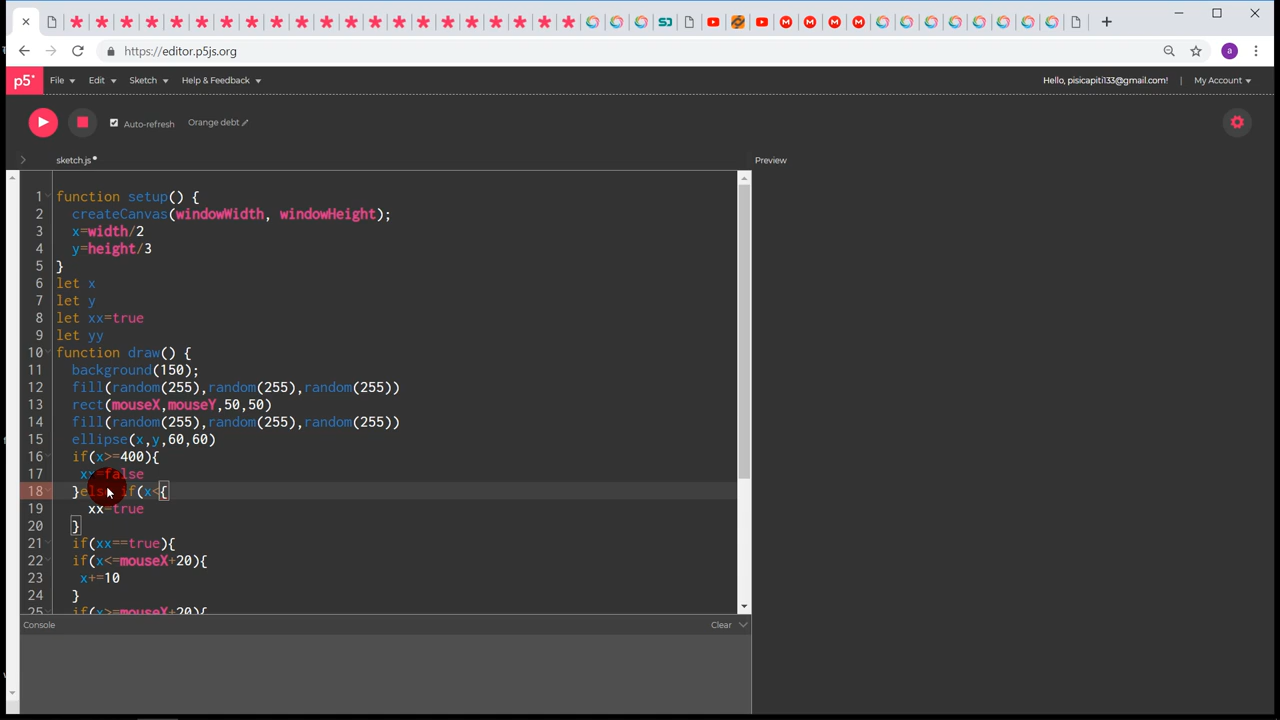 https://editor.p5js.org
a
p5* File Edit Sketch Help & Feedback Hello, pisicapiti133@gmail.com! | My Account
Auto-refresh Orange debt
sketch.js Preview
1 function setup() {
2 createCanvas(windowWidth, windowHeight);
3 x=width/2
4 y=height/3
5 }
6 let x
7 let y
8 let xx=true
9 let yy
10 function draw() {
11 background(150);
12 fill(random(255),random(255),random(255))
13 rect(mouseX,mouseY,50,50)
14 fill(random(255),random(255),random(255))
15 ellipse(x,y,60,60)
16 if(x>=400){
17 xx=false
18 }else if(x<{
19 xx=true
20 }
21 if(xx==true){
22 if(x<=mouseX+20){
23 x+=10
24 }
25 if(x>=mouseX+20){
Console Clear